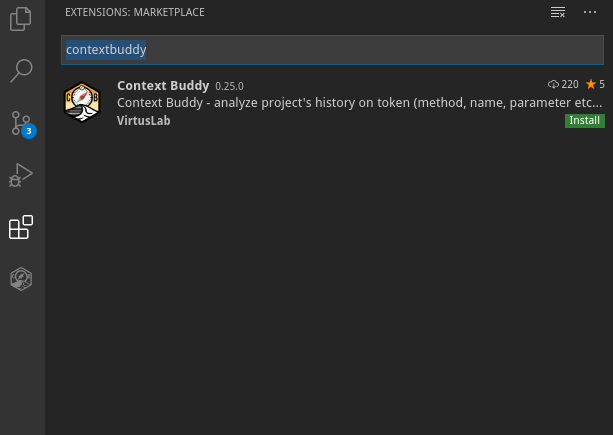 EXTENSIONS: MARKETPLACE
contextbuddy
Context Buddy 0.25.0 220 5
Context Buddy - analyze project's history on token (method, name, parameter etc...
VirtusLab Install
3
C B